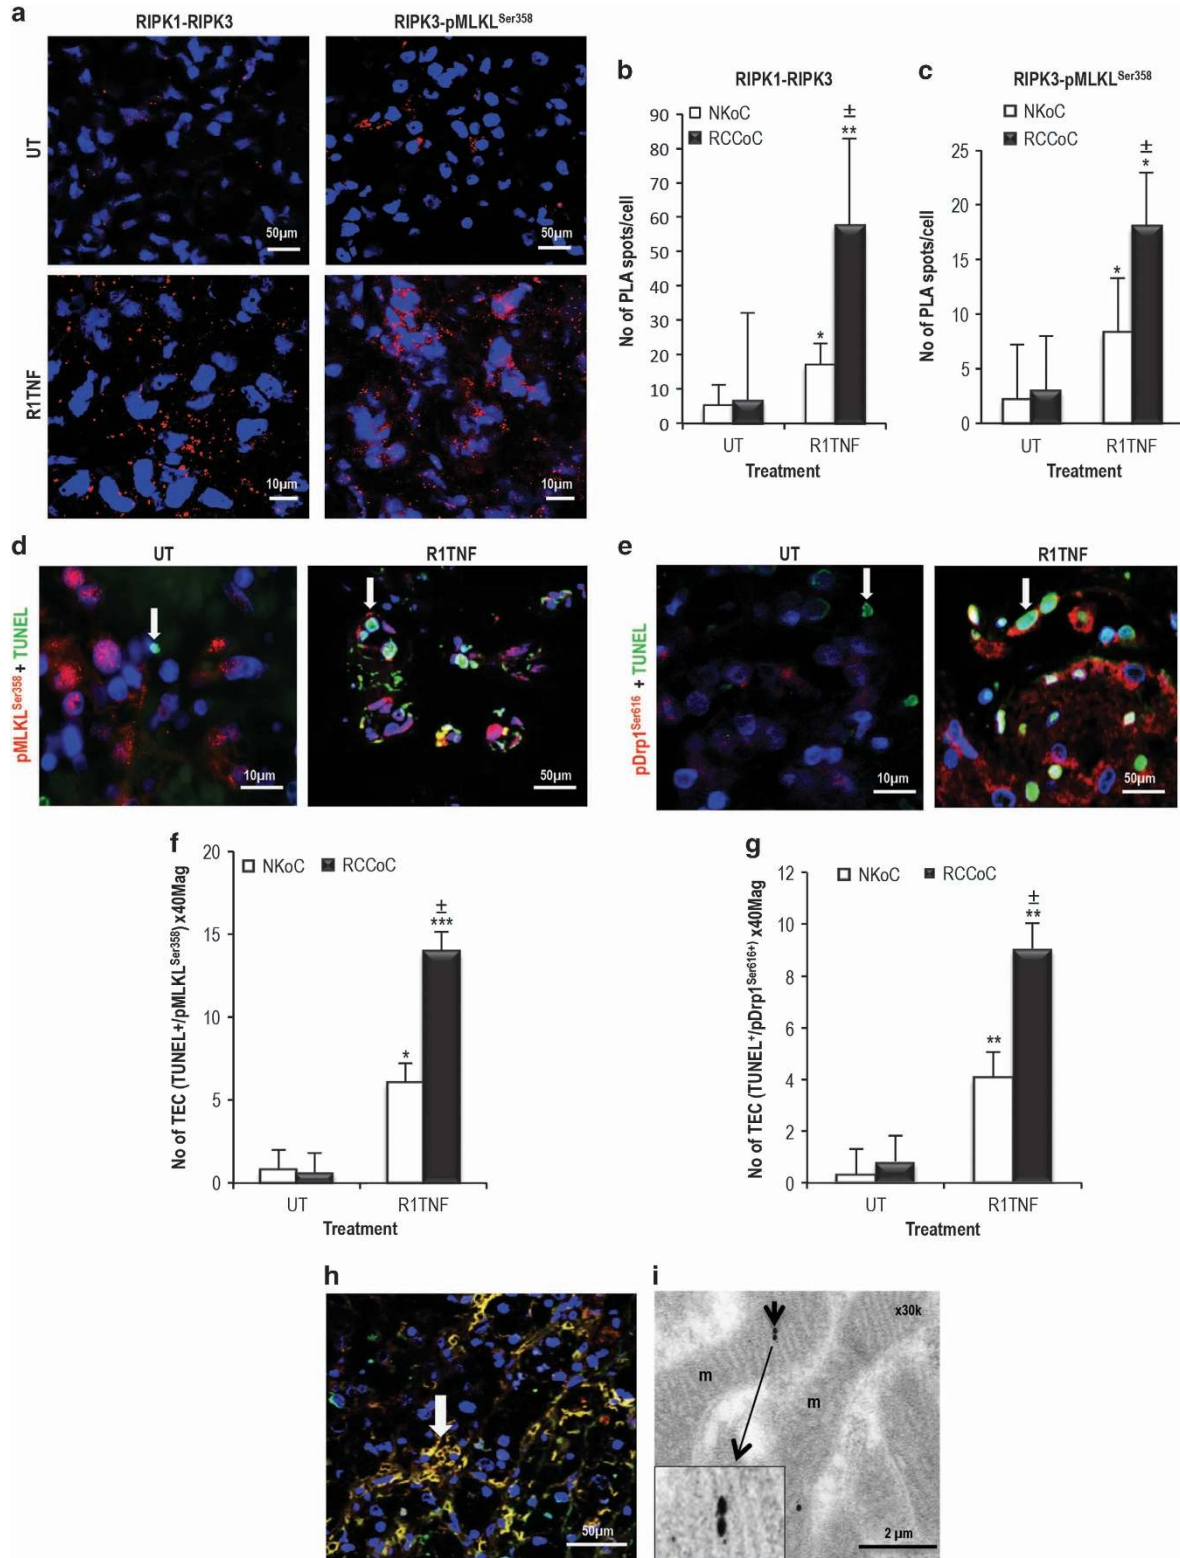 a
RIPK1-RIPK3
RIPK3-pMLKLSer358
UT
50µm
50µm
R1TNF
10µm
10µm
b
RIPK1-RIPK3
NKoC
RCCoC
No of PLA spots/cell
90
80
70
60
50
40
30
20
10
0
*
±
**
UT
R1TNF
Treatment
c
RIPK3-pMLKLSer358
NKoC
RCCoC
No of PLA spots/cell
25
20
15
10
5
0
*
±
*
UT
R1TNF
Treatment
d
UT
R1TNF
pMLKLSer358 + TUNEL
10µm
50µm
e
UT
R1TNF
pDrp1Ser616 + TUNEL
10µm
50µm
f
NKoC
RCCoC
No of TEC (TUNEL+/pMLKLSer358) x40Mag
20
15
10
5
0
*
±
***
UT
R1TNF
Treatment
g
NKoC
RCCoC
No of TEC (TUNEL+/pDrp1Ser616+) x40Mag
12
10
8
6
4
2
0
**
±
**
UT
R1TNF
Treatment
h
50µm
i
x30k
m
m
2 µm